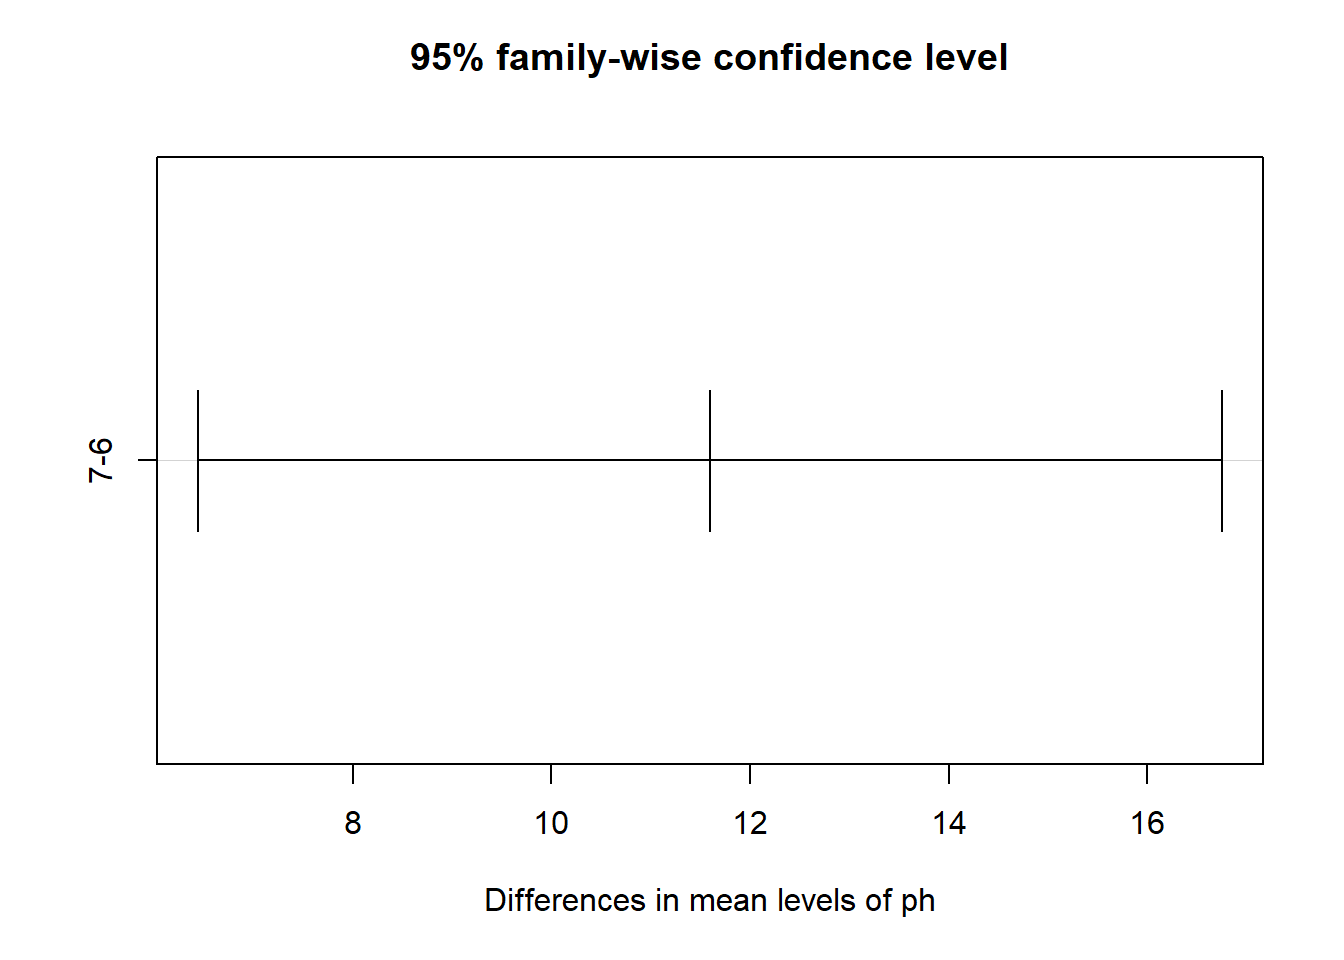 95% family-wise confidence level
7-6
8 10 12 14 16
Differences in mean levels of ph